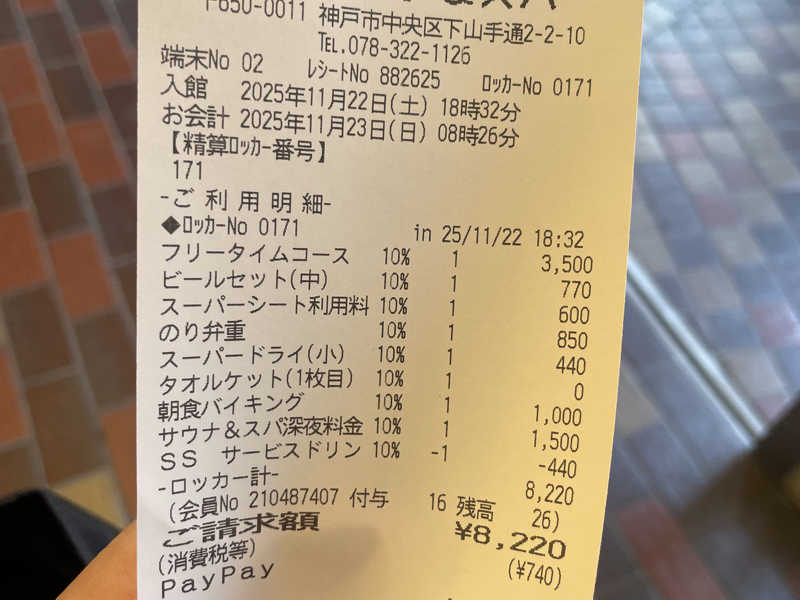 〒650-0011 神戸市中央区下山手通2-2-10
℡.078-322-1126
端末No 02 ﾚｼｰﾄNo 882625 ﾛｯｶｰNo 0171
入館 2025年11月22日(土) 18時32分
お会計 2025年11月23日(日) 08時26分
【精算ﾛｯｶｰ番号】
171
-ご利用明細-
◆ﾛｯｶｰNo 0171 in 25/11/22 18:32
フリータイムコース 10% 1 3,500
ビールセット(中) 10% 1 770
スーパーシート利用料 10% 1 600
のり弁重 10% 1 850
スーパードライ(小) 10% 1 440
タオルケット(1枚目) 10% 1 0
朝食バイキング 10% 1 1,000
サウナ＆スパ深夜料金 10% 1 1,500
ＳＳ サービスドリン 10% -1 -440
-ロッカー計- 8,220
(会員No 210487407 付与 16 残高 26)
ご請求額 ¥8,220
(消費税等) (¥740)
PayPay